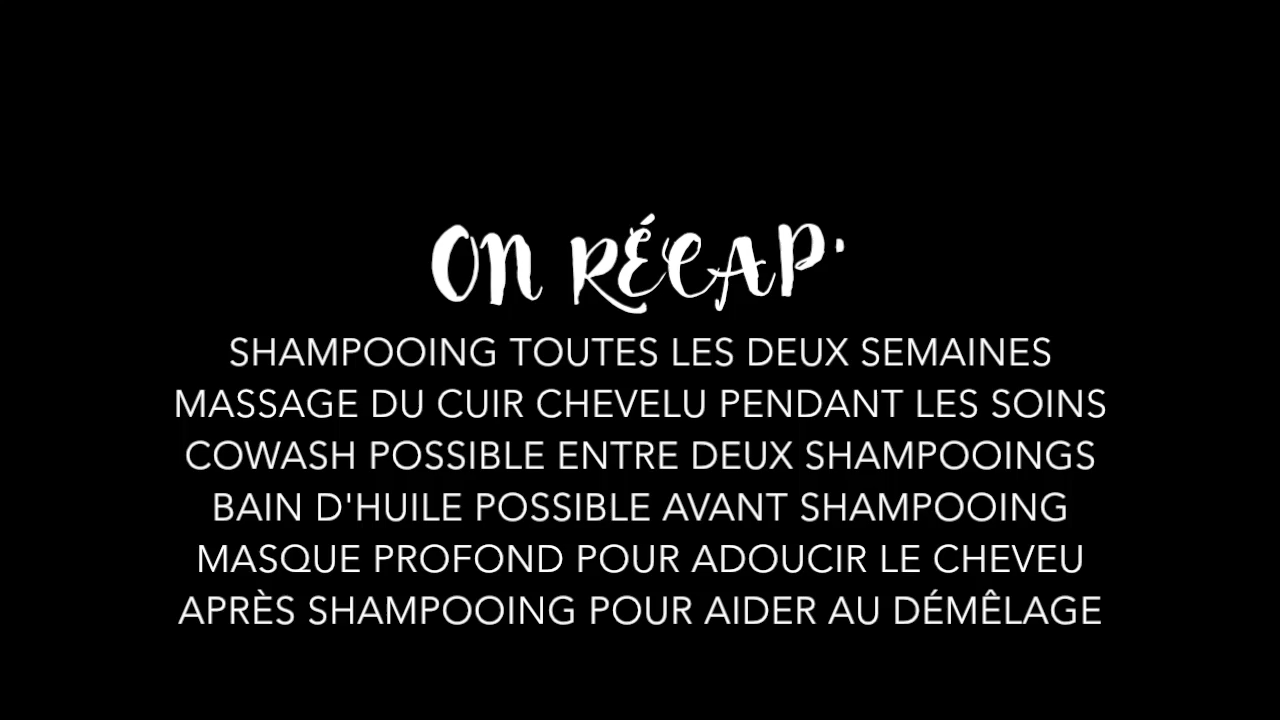 ON RÉCAP'
SHAMPOOING TOUTES LES DEUX SEMAINES
MASSAGE DU CUIR CHEVELU PENDANT LES SOINS
COWASH POSSIBLE ENTRE DEUX SHAMPOOINGS
BAIN D'HUILE POSSIBLE AVANT SHAMPOOING
MASQUE PROFOND POUR ADOUCIR LE CHEVEU
APRÈS SHAMPOOING POUR AIDER AU DÉMÊLAGE